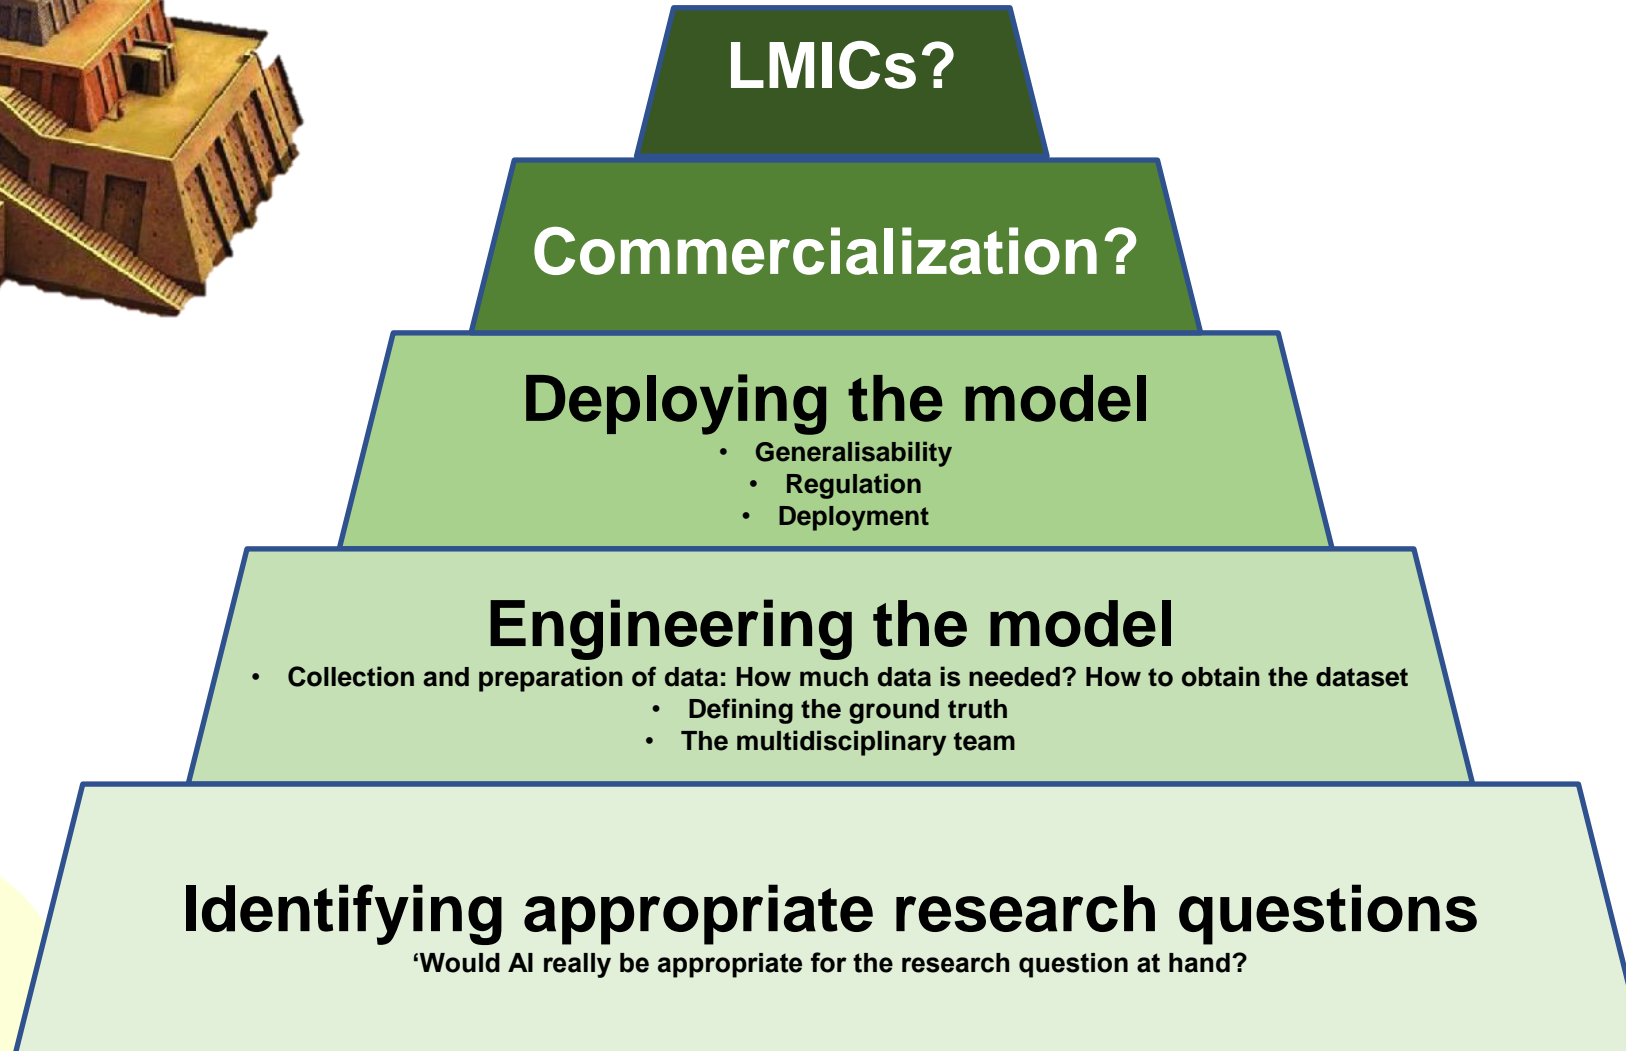 LMICs?
Commercialization?
Deploying the model
• Generalisability
• Regulation
• Deployment
Engineering the model
• Collection and preparation of data: How much data is needed? How to obtain the dataset
• Defining the ground truth
• The multidisciplinary team
Identifying appropriate research questions
‘Would AI really be appropriate for the research question at hand?